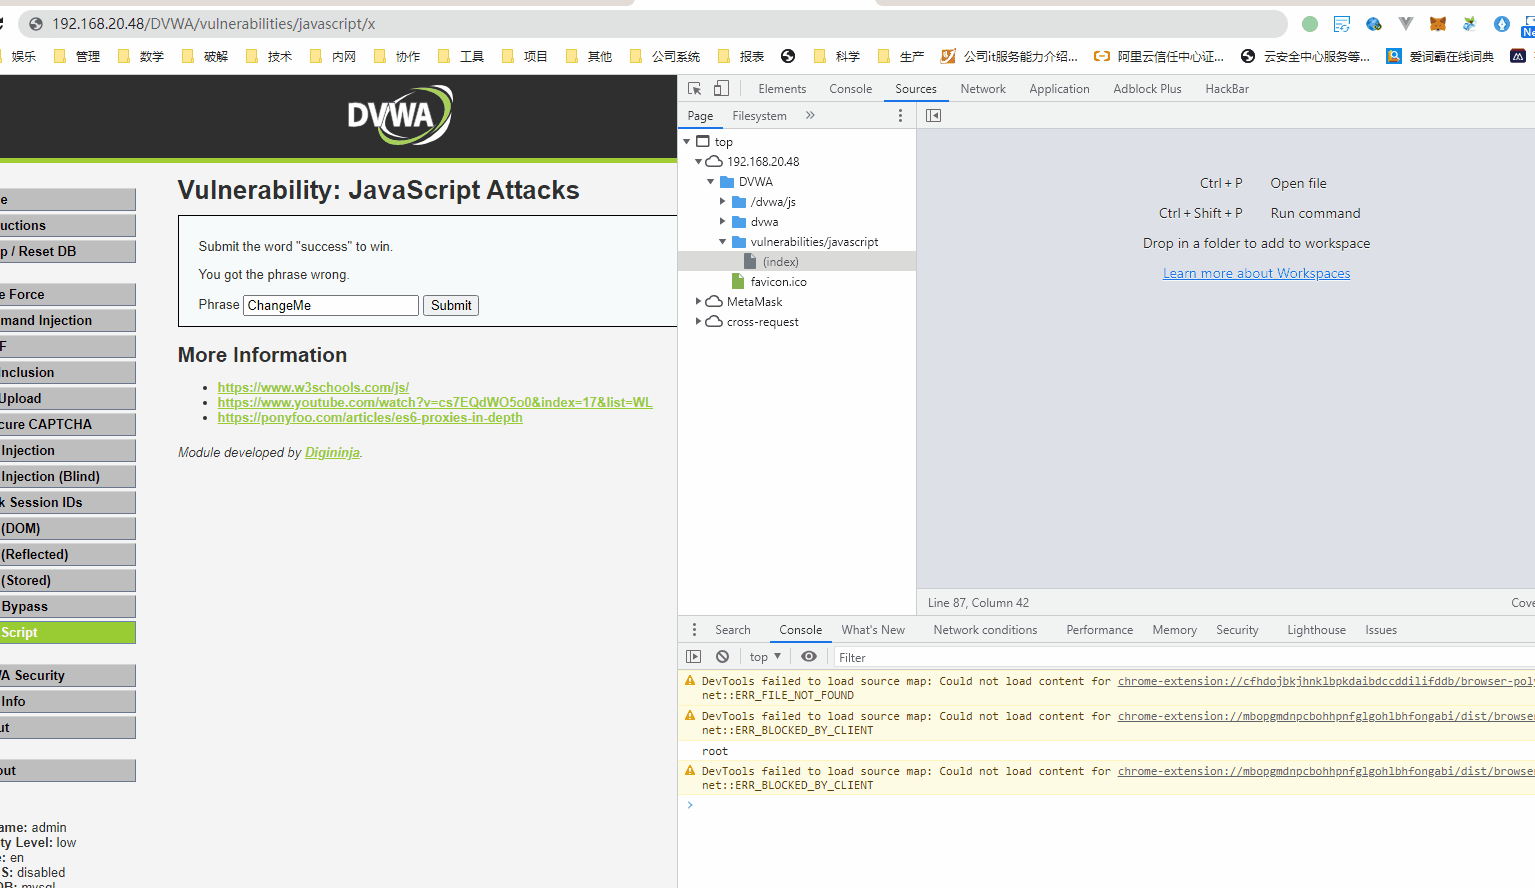 192.168.20.48/DVWA/vulnerabilities/javascript/x
娱乐 管理 数学 破解 技术 内网 协作 工具 项目 其他 公司系统 报表 科学 生产 公司it服务能力介绍... 阿里云信任中心证... 云安全中心服务等... 爱词霸在线词典
DVWA
e
uctions
p / Reset DB
e Force
mand Injection
F
Inclusion
Upload
cure CAPTCHA
Injection
Injection (Blind)
k Session IDs
(DOM)
(Reflected)
(Stored)
Bypass
Script
A Security
Info
ut
out
ame: admin
ty Level: low
e: en
S: disabled
DB: mysql
Vulnerability: JavaScript Attacks
Submit the word "success" to win.
You got the phrase wrong.
Phrase ChangeMe Submit
More Information
https://www.w3schools.com/js/
https://www.youtube.com/watch?v=cs7EQdWO5o0&index=17&list=WL
https://ponyfoo.com/articles/es6-proxies-in-depth
Module developed by Digininja.
Elements Console Sources Network Application Adblock Plus HackBar
Page Filesystem »
top
192.168.20.48
DVWA
/dvwa/js
dvwa
vulnerabilities/javascript
(index)
favicon.ico
MetaMask
cross-request
Ctrl + P Open file
Ctrl + Shift + P Run command
Drop in a folder to add to workspace
Learn more about Workspaces
Line 87, Column 42 Cove
Search Console What's New Network conditions Performance Memory Security Lighthouse Issues
top Filter
DevTools failed to load source map: Could not load content for chrome-extension://cfhdojbkjhnklbpkdaibdccddilifddb/browser-pol
net::ERR_FILE_NOT_FOUND
DevTools failed to load source map: Could not load content for chrome-extension://mbopgmdnpcbohhpnfglgohlbhfongabi/dist/browse
net::ERR_BLOCKED_BY_CLIENT
root
DevTools failed to load source map: Could not load content for chrome-extension://mbopgmdnpcbohhpnfglgohlbhfongabi/dist/browse
net::ERR_BLOCKED_BY_CLIENT
>